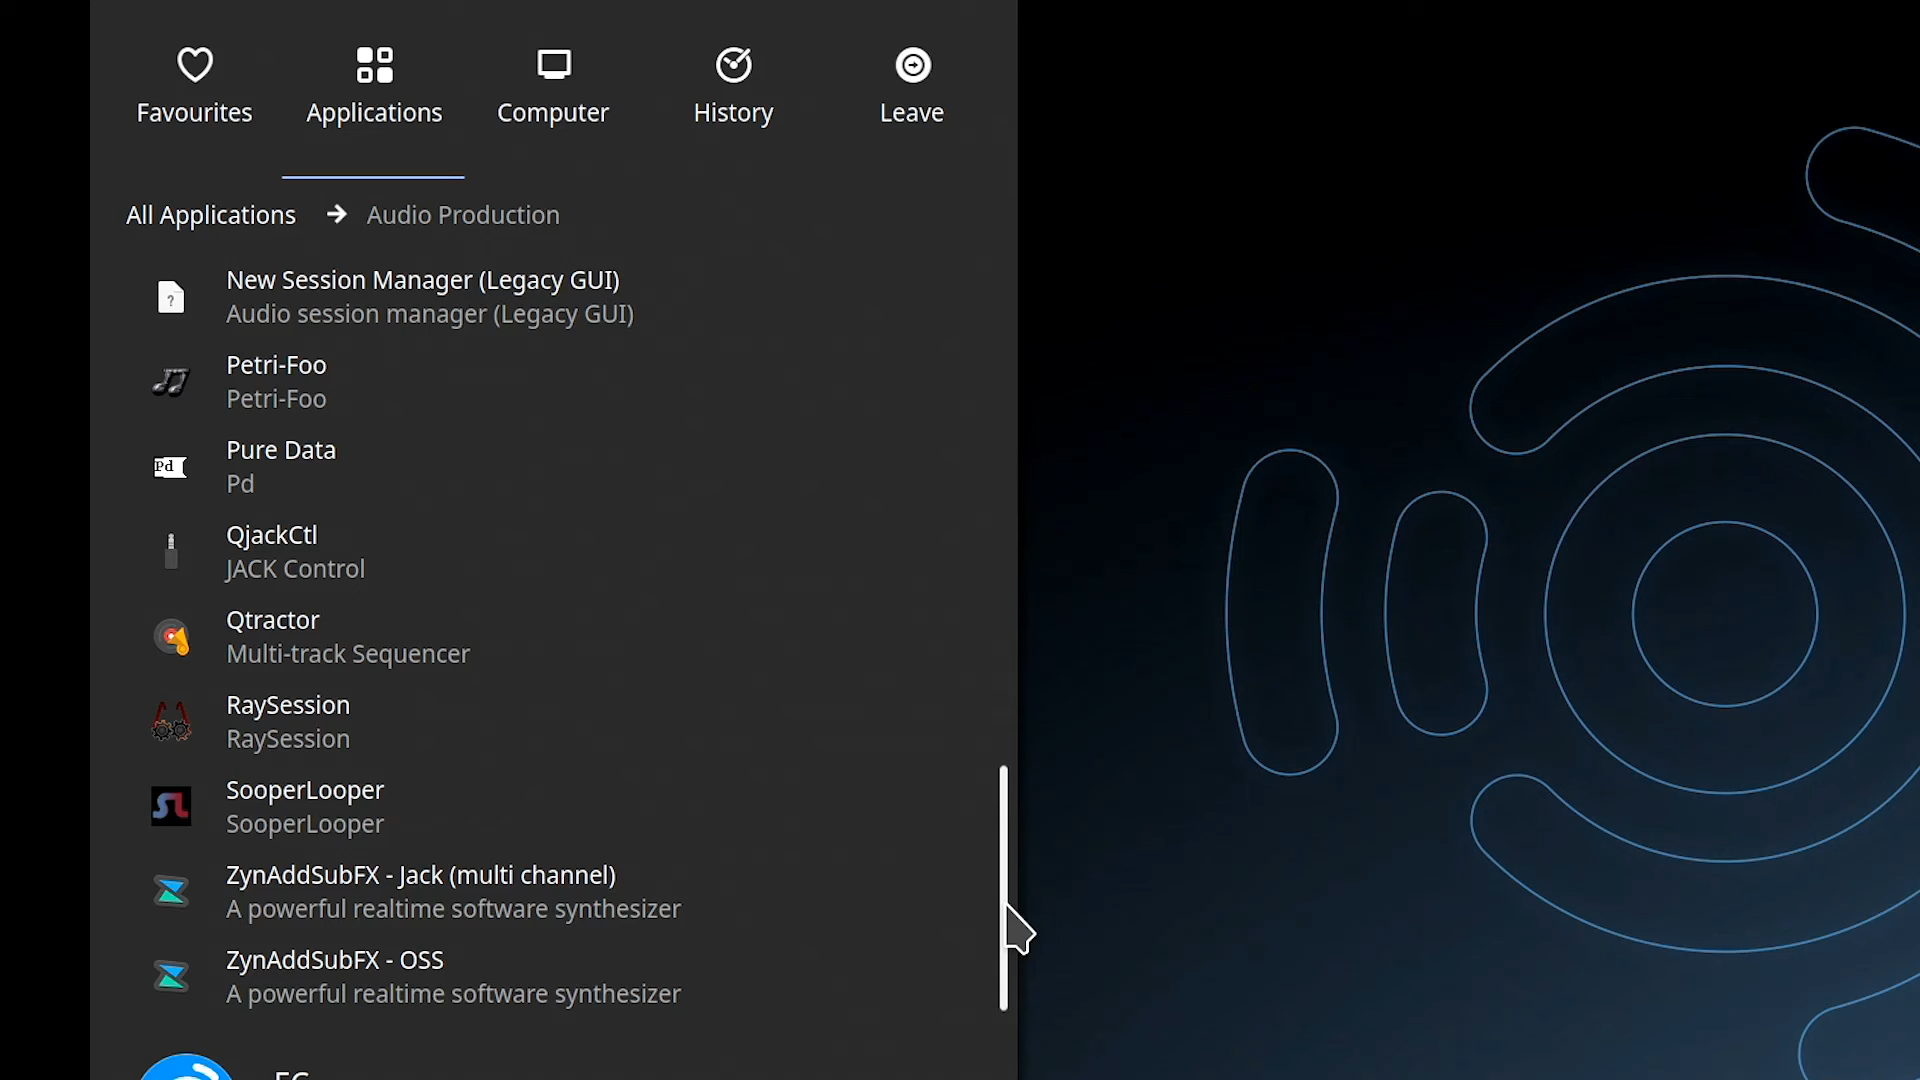 Favourites
Applications
Computer
History
Leave
All Applications → Audio Production
?
New Session Manager (Legacy GUI)
Audio session manager (Legacy GUI)
Petri-Foo
Petri-Foo
Pd
Pure Data
Pd
QjackCtl
JACK Control
Qtractor
Multi-track Sequencer
RaySession
RaySession
SL
SooperLooper
SooperLooper
ZynAddSubFX - Jack (multi channel)
A powerful realtime software synthesizer
ZynAddSubFX - OSS
A powerful realtime software synthesizer